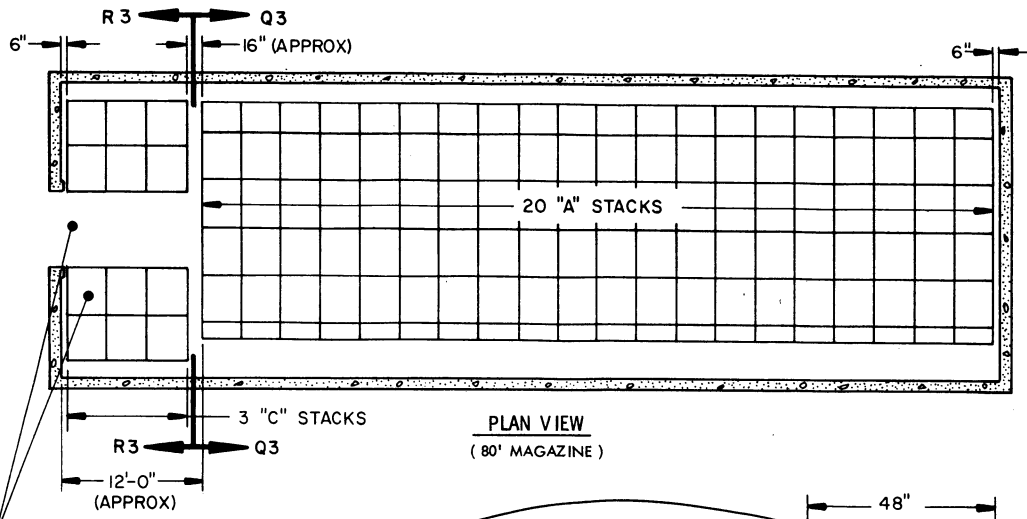 R3 Q3
6" 16" (APPROX) 6"
20 "A" STACKS
3 "C" STACKS
PLAN VIEW
(80' MAGAZINE)
R3 Q3
12'-0"
(APPROX)
48"